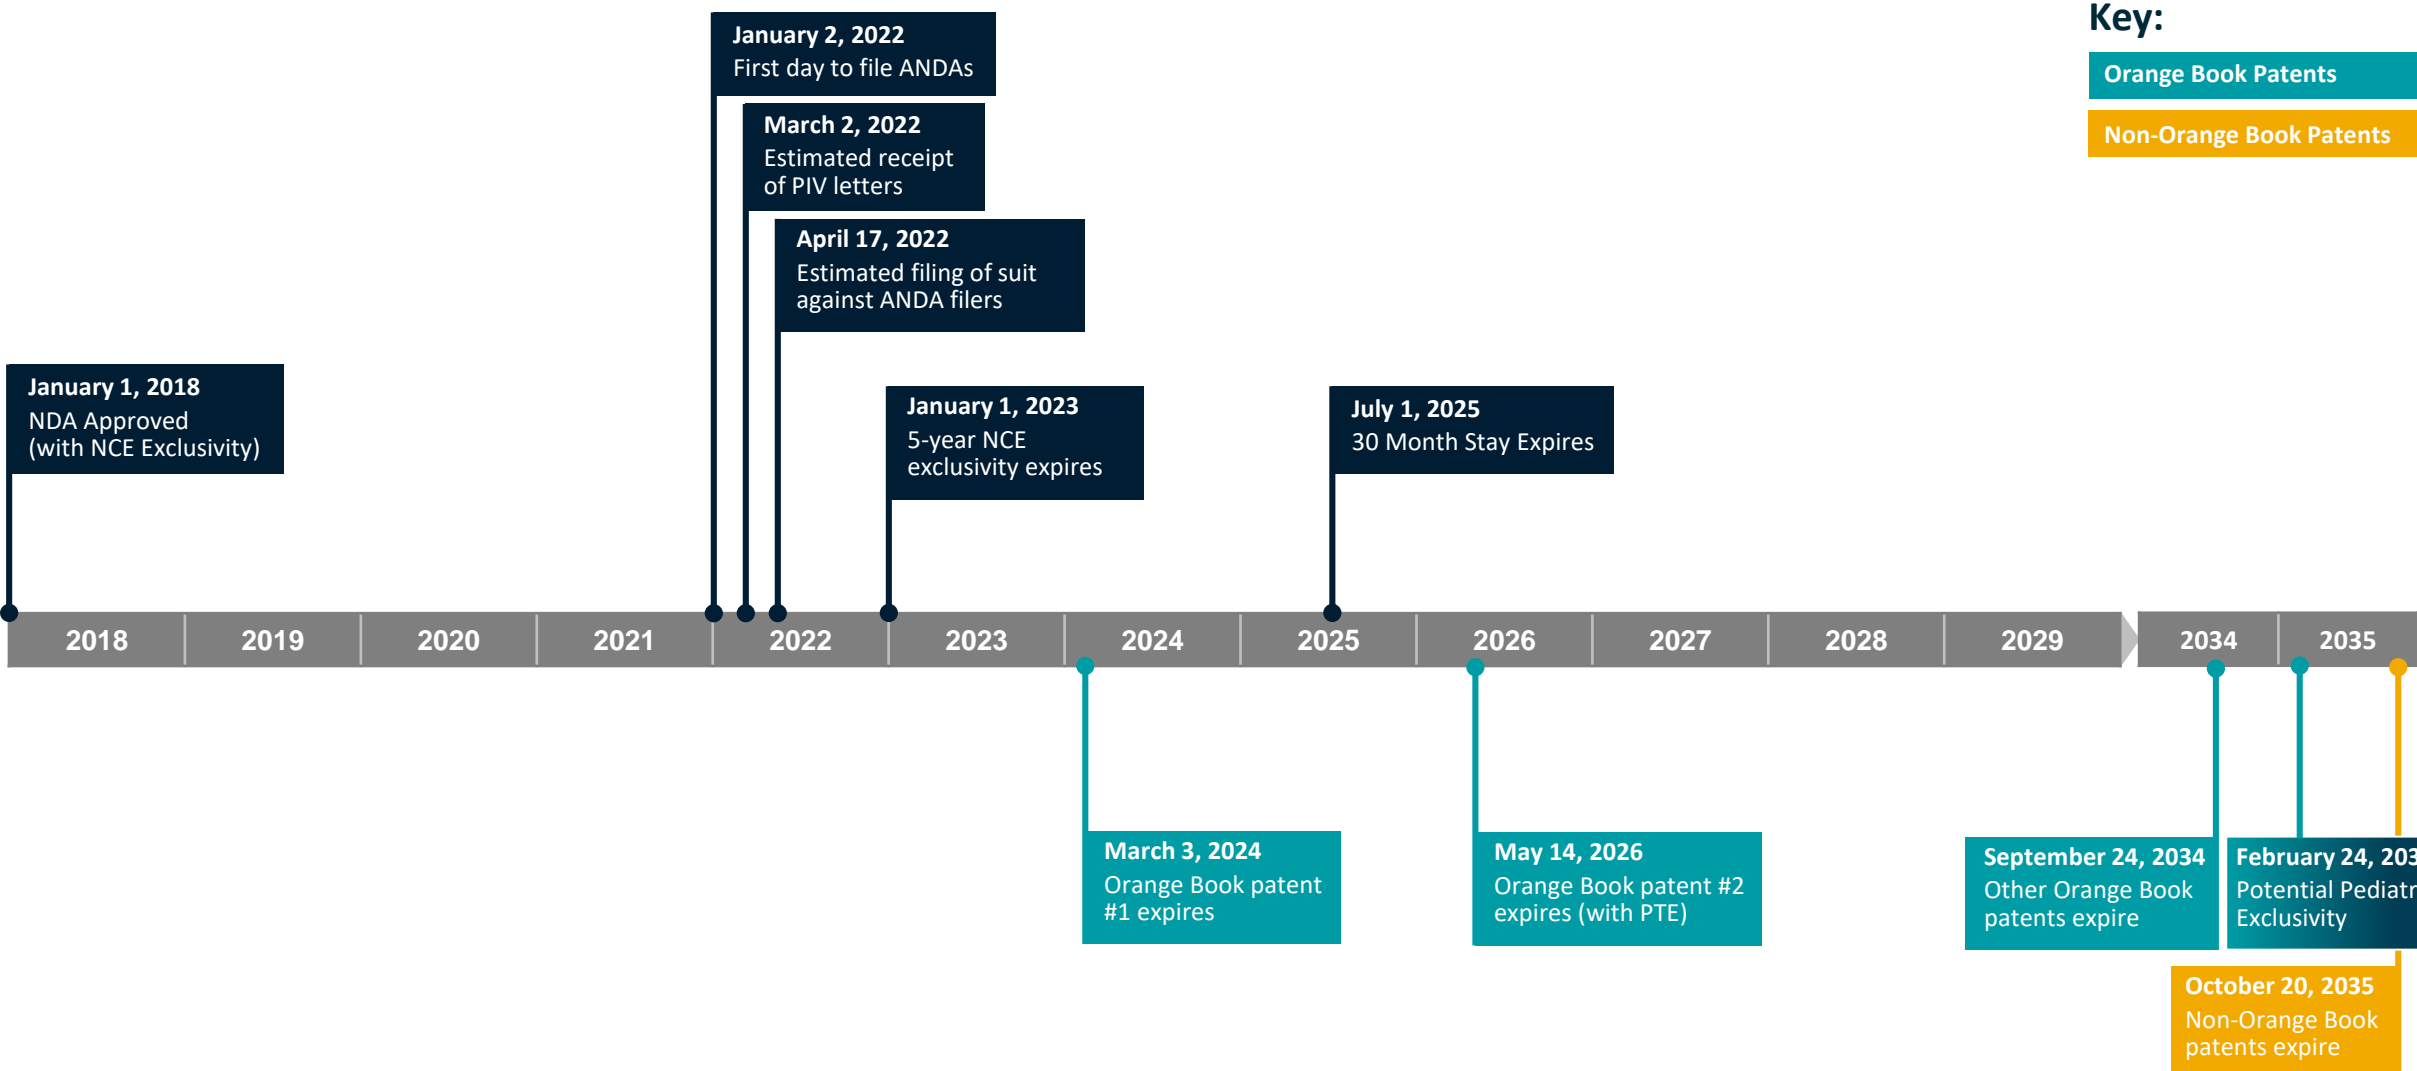 Key:
Orange Book Patents
Non-Orange Book Patents
January 2, 2022
First day to file ANDAs
March 2, 2022
Estimated receipt
of PIV letters
April 17, 2022
Estimated filing of suit
against ANDA filers
January 1, 2018
NDA Approved
(with NCE Exclusivity)
January 1, 2023
5-year NCE
exclusivity expires
July 1, 2025
30 Month Stay Expires
2018 2019 2020 2021 2022 2023 2024 2025 2026 2027 2028 2029 2034 2035
March 3, 2024
Orange Book patent
#1 expires
May 14, 2026
Orange Book patent #2
expires (with PTE)
September 24, 2034
Other Orange Book
patents expire
February 24,
Potential
Exclusivity
October 20, 2035
Non-Orange Book
patents expire